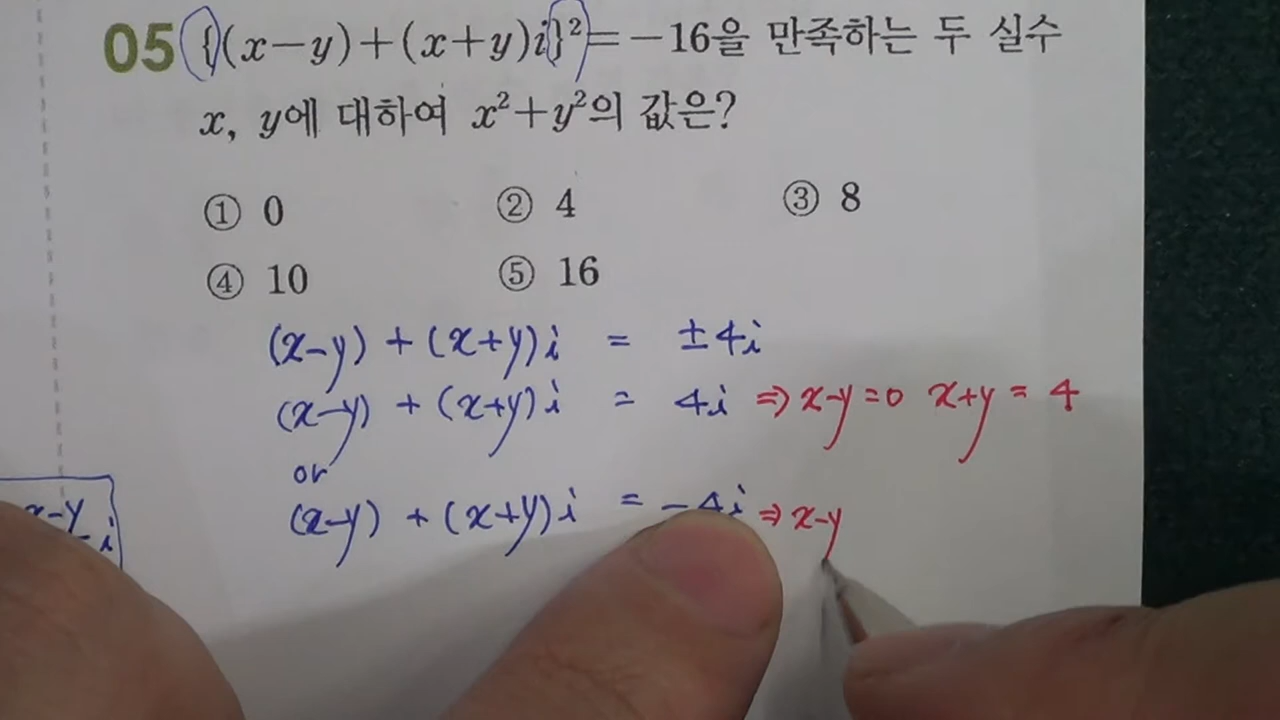 05 {(x−y)+(x+y)i}²=−16을 만족하는 두 실수
x, y에 대하여 x²+y²의 값은?
① 0 ② 4 ③ 8
④ 10 ⑤ 16
(x−y) + (x+y)i = ±4i
(x−y) + (x+y)i = 4i ⇒ x−y=0 x+y = 4
or
(x−y) + (x+y)i = −4i ⇒ x−y
x−y
i